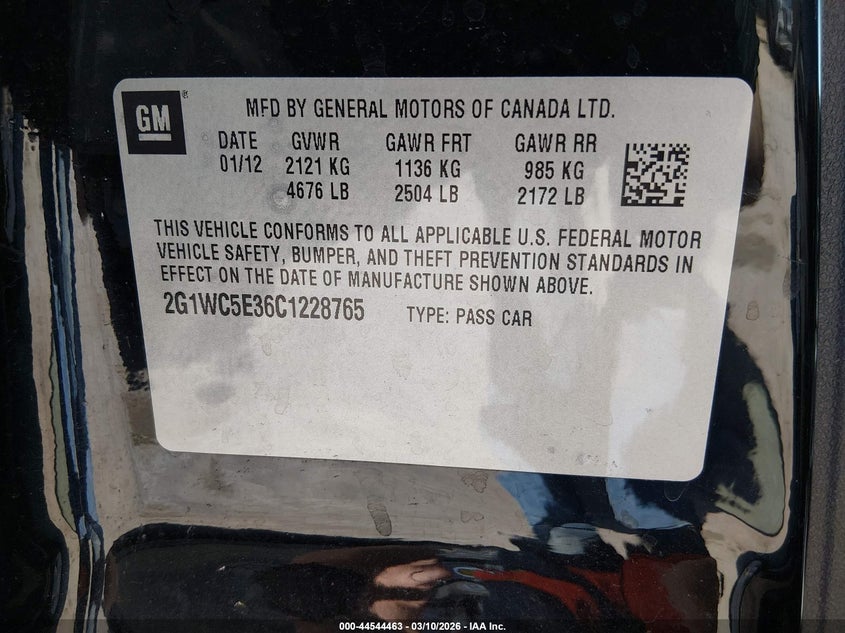 GM
®
MFD BY GENERAL MOTORS OF CANADA LTD.
DATE GVWR GAWR FRT GAWR RR
01/12 2121 KG 1136 KG 985 KG
4676 LB 2504 LB 2172 LB
THIS VEHICLE CONFORMS TO ALL APPLICABLE U.S. FEDERAL MOTOR
VEHICLE SAFETY, BUMPER, AND THEFT PREVENTION STANDARDS IN
EFFECT ON THE DATE OF MANUFACTURE SHOWN ABOVE.
2G1WC5E36C1228765 TYPE: PASS CAR
000-44544463 - 03/10/2026 - IAA Inc.